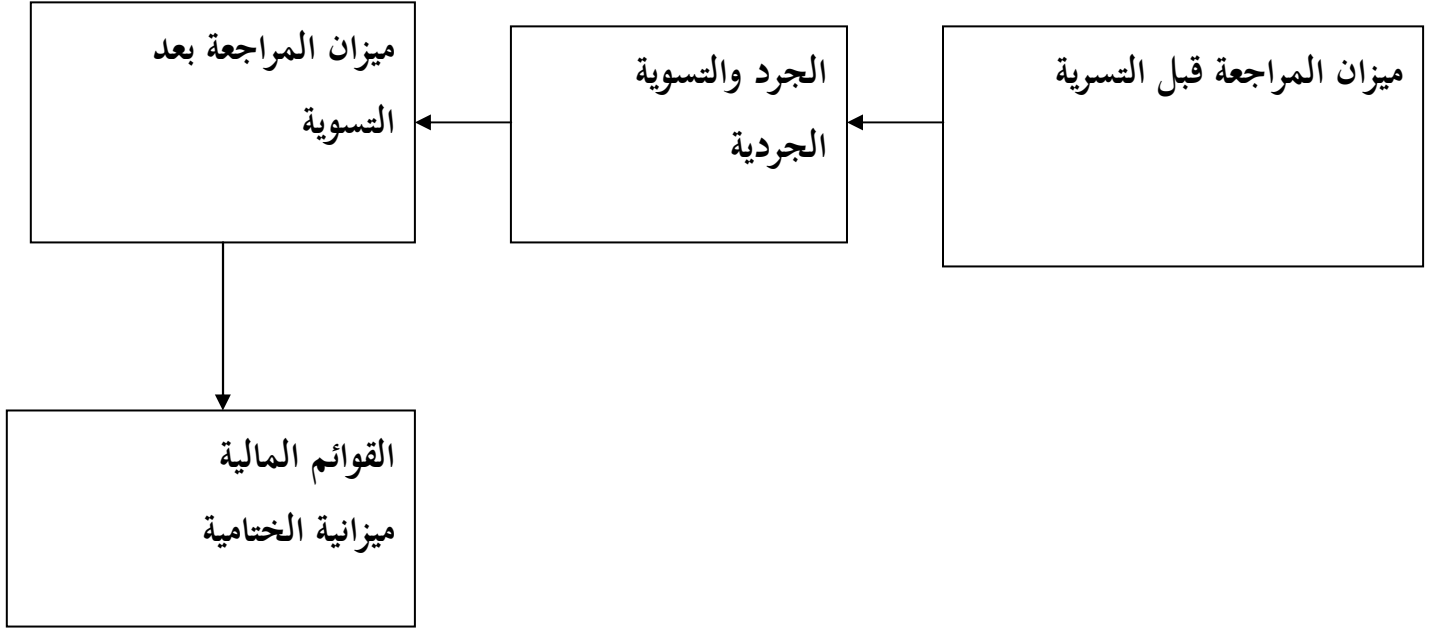 ميزان المراجعة قبل التسرية
الجرد والتسوية
الجردية
ميزان المراجعة بعد
التسوية
القوائم المالية
ميزانية الختامية